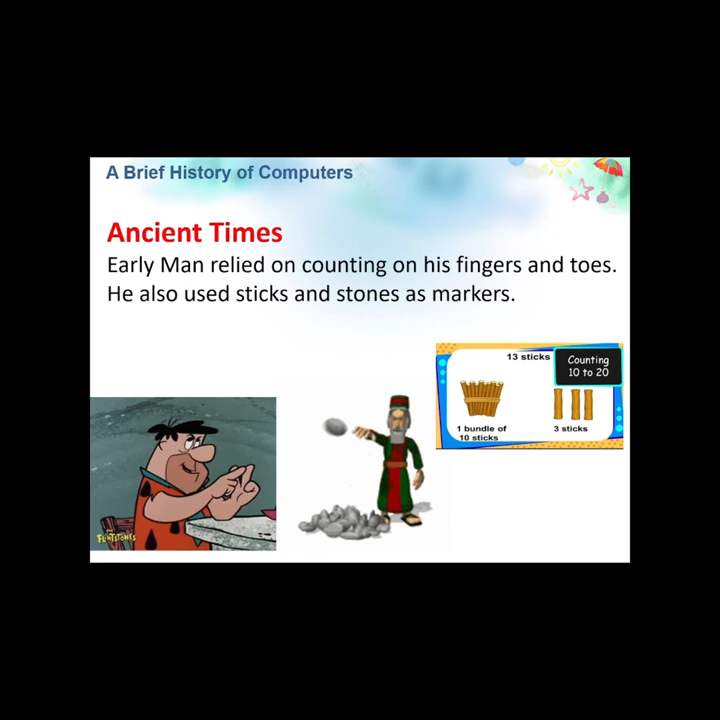 A Brief History of Computers
Ancient Times
Early Man relied on counting on his fingers and toes.
He also used sticks and stones as markers.
13 sticks
Counting
10 to 20
1 bundle of
10 sticks
3 sticks
THE
FLINTSTONES